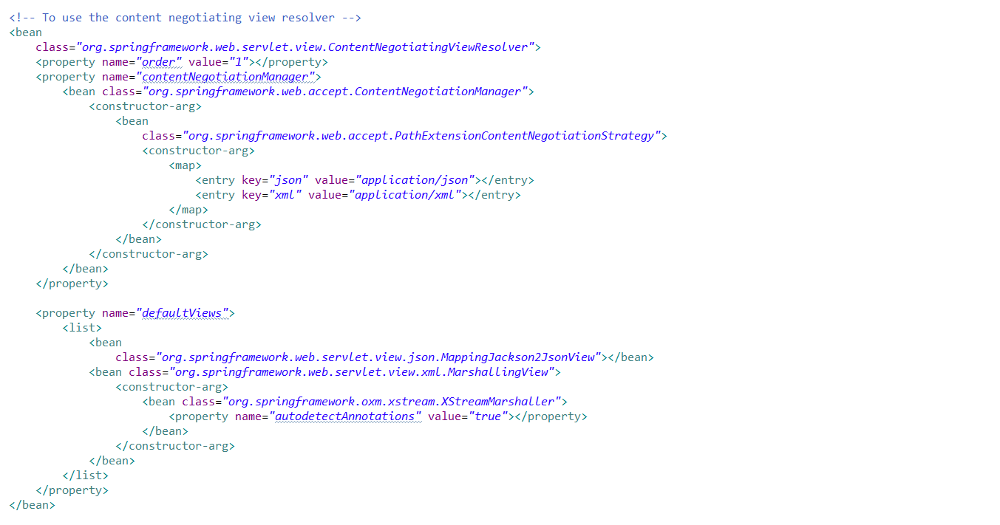 <!-- To use the content negotiating view resolver -->
<bean
    class="org.springframework.web.servlet.view.ContentNegotiatingViewResolver">
    <property name="order" value="1"></property>
    <property name="contentNegotiationManager">
        <bean class="org.springframework.web.accept.ContentNegotiationManager">
            <constructor-arg>
                <bean
                    class="org.springframework.web.accept.PathExtensionContentNegotiationStrategy">
                    <constructor-arg>
                        <map>
                            <entry key="json" value="application/json"></entry>
                            <entry key="xml" value="application/xml"></entry>
                        </map>
                    </constructor-arg>
                </bean>
            </constructor-arg>
        </bean>
    </property>

    <property name="defaultViews">
        <list>
            <bean
                class="org.springframework.web.servlet.view.json.MappingJackson2JsonView"></bean>
            <bean class="org.springframework.web.servlet.view.xml.MarshallingView">
                <constructor-arg>
                    <bean class="org.springframework.oxm.xstream.XStreamMarshaller">
                        <property name="autodetectAnnotations" value="true"></property>
                    </bean>
                </constructor-arg>
            </bean>
        </list>
    </property>
</bean>